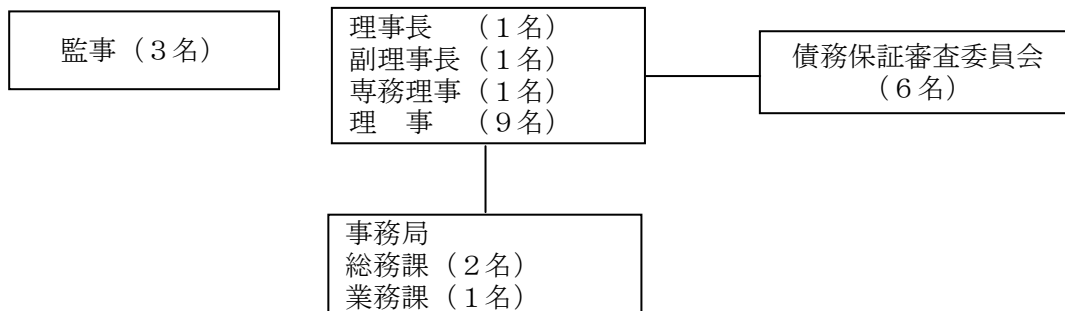 監事（３名）
理事長　（１名）
副理事長（１名）
専務理事（１名）
理　事　（９名）
債務保証審査委員会
（６名）
事務局
総務課（２名）
業務課（１名）